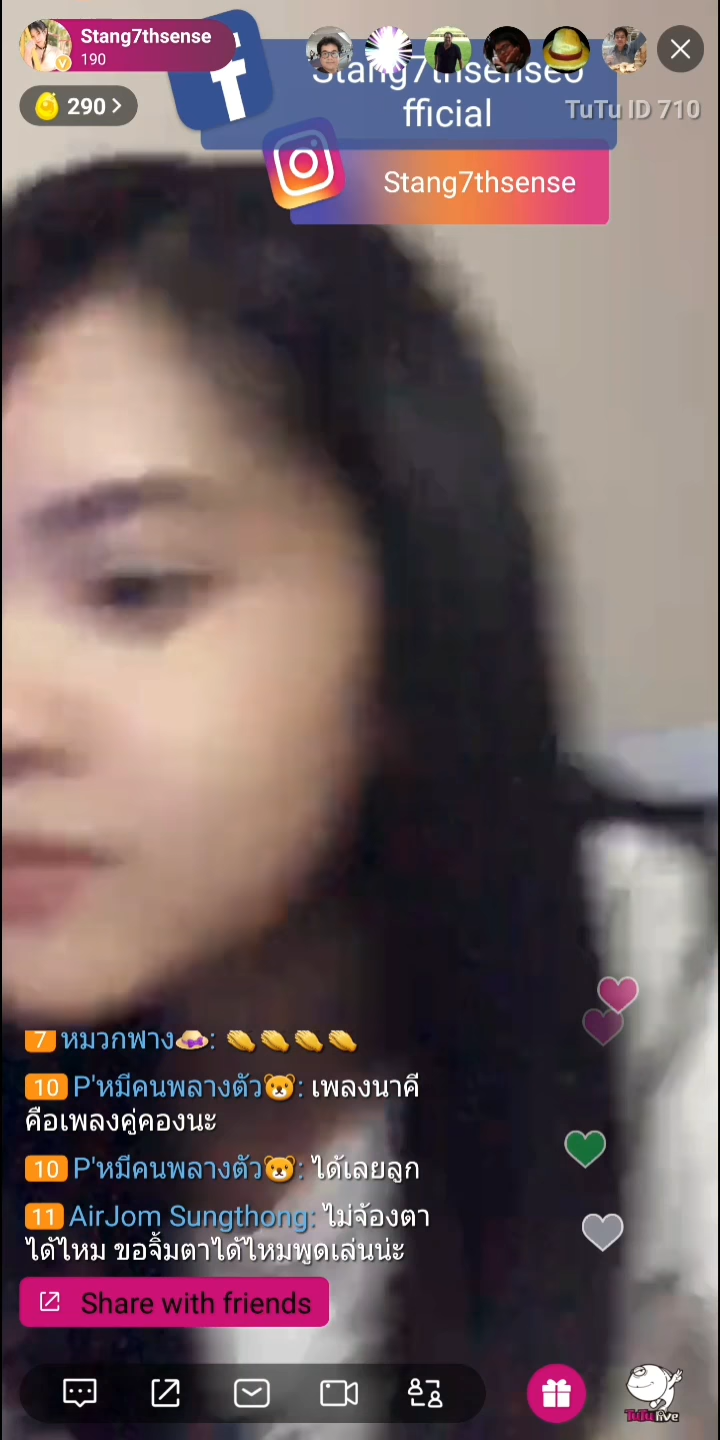 Stang7thsense
190
290
Stang7thsenseo
fficial
TuTu ID 710
Stang7thsense
7 หมวกฟาง👒: 👏👏👏👏
10 P'หมีคนพลางตัว🐻: เพลงนาคี
คือเพลงคู่คองนะ
10 P'หมีคนพลางตัว🐻: ได้เลยลูก
11 AirJom Sungthong: ไม่จ้องตา
ได้ไหม ขอจิ้มตาได้ไหมพูดเล่นน่ะ
Share with friends
TuTu live